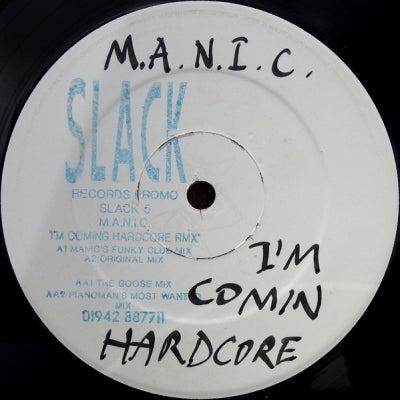 M.A.N.I.C.
SLACK
RECORDS PROMO
SLACK 5
M.A.N.I.C.
"I'M COMING HARDCORE RMX"
A1 MANIC'S FUNKY CLUB MIX
A2 ORIGINAL MIX
AA1 THE GOOSE MIX
AA2 PIANOMAN'S MOST WANTED
MIX
01942 887711
I'M
COMIN
HARDCORE